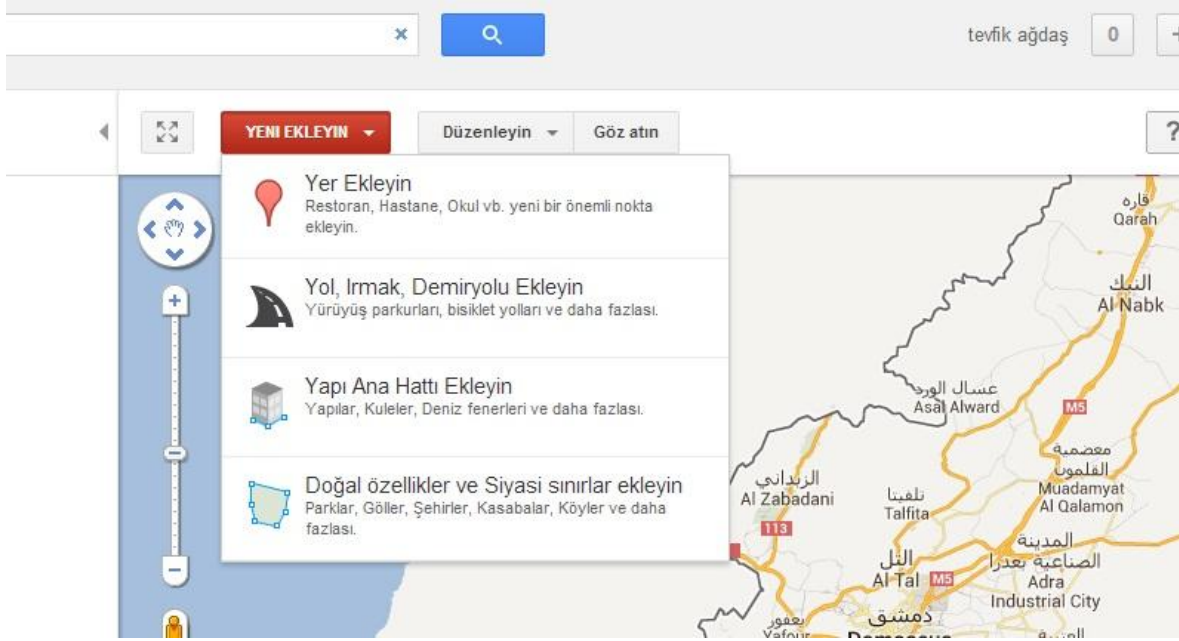 tevfik ağdaş 0 +
YENI EKLEYIN Düzenleyin Göz atın ?
Yer Ekleyin
Restoran, Hastane, Okul vb. yeni bir önemli nokta
ekleyin.
Yol, Irmak, Demiryolu Ekleyin
Yürüyüş parkurları, bisiklet yolları ve daha fazlası.
Yapı Ana Hattı Ekleyin
Yapılar, Kuleler, Deniz fenerleri ve daha fazlası.
Doğal özellikler ve Siyasi sınırlar ekleyin
Parklar, Göller, Şehirler, Kasabalar, Köyler ve daha
fazlası.
قارة
Qarah
النبك
Al Nabk
عسال الورد
Asal Alward
M5
معضمية
القلمون
Muadamyat
Al Qalamon
الزبداني
Al Zabadani
تلفيتا
Talfita
113
المدينة
الصناعية بعدرا
Adra
Industrial City
التل
Al Tal
M5
دمشق
Damascus
يعفور
Yafour